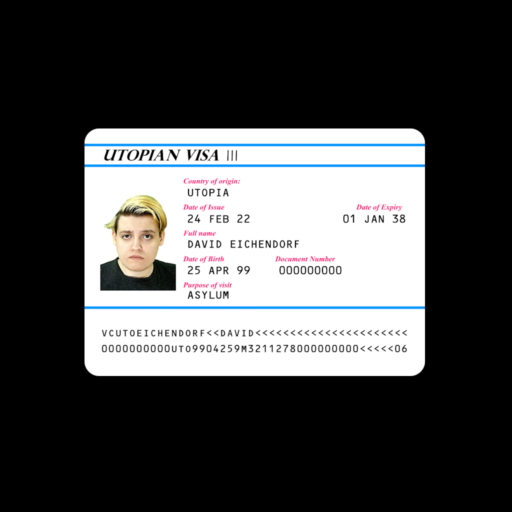 UTOPIAN VISA |||
Country of origin:
UTOPIA
Date of Issue Date of Expiry
24 FEB 22 01 JAN 38
Full name
DAVID EICHENDORF
Date of Birth Document Number
25 APR 99 000000000
Purpose of visit
ASYLUM
VCUTOEICHENDORF<<DAVID<<<<<<<<<<<<<<<<<<<<<<
0000000000UTO9904259M3211278000000000<<<<<06